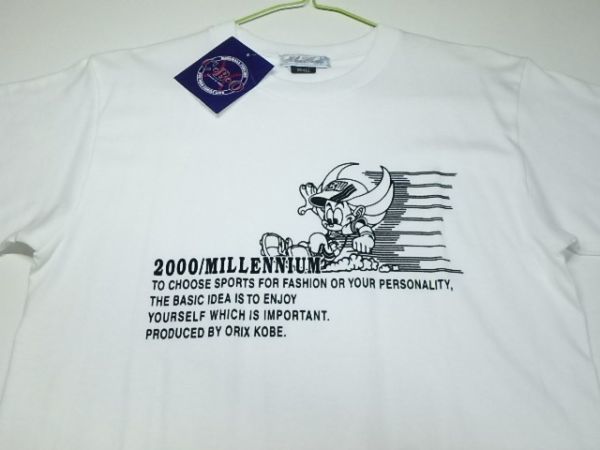 2000/MILLENNIUM
TO CHOOSE SPORTS FOR FASHION OR YOUR PERSONALITY,
THE BASIC IDEA IS TO ENJOY
YOURSELF WHICH IS IMPORTANT.
PRODUCED BY ORIX KOBE.